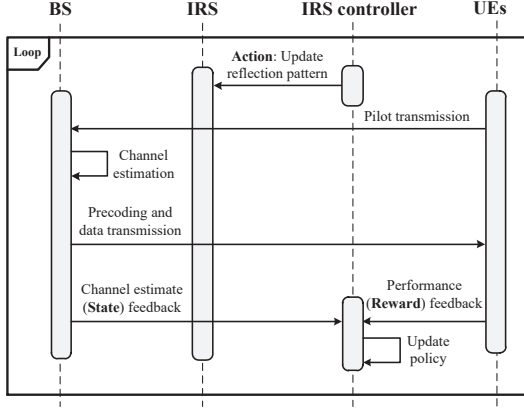 BS IRS IRS controller UEs
Loop
Action: Update
reflection pattern
Pilot transmission
Channel
estimation
Precoding and
data transmission
Channel estimate
(State) feedback
Performance
(Reward) feedback
Update
policy